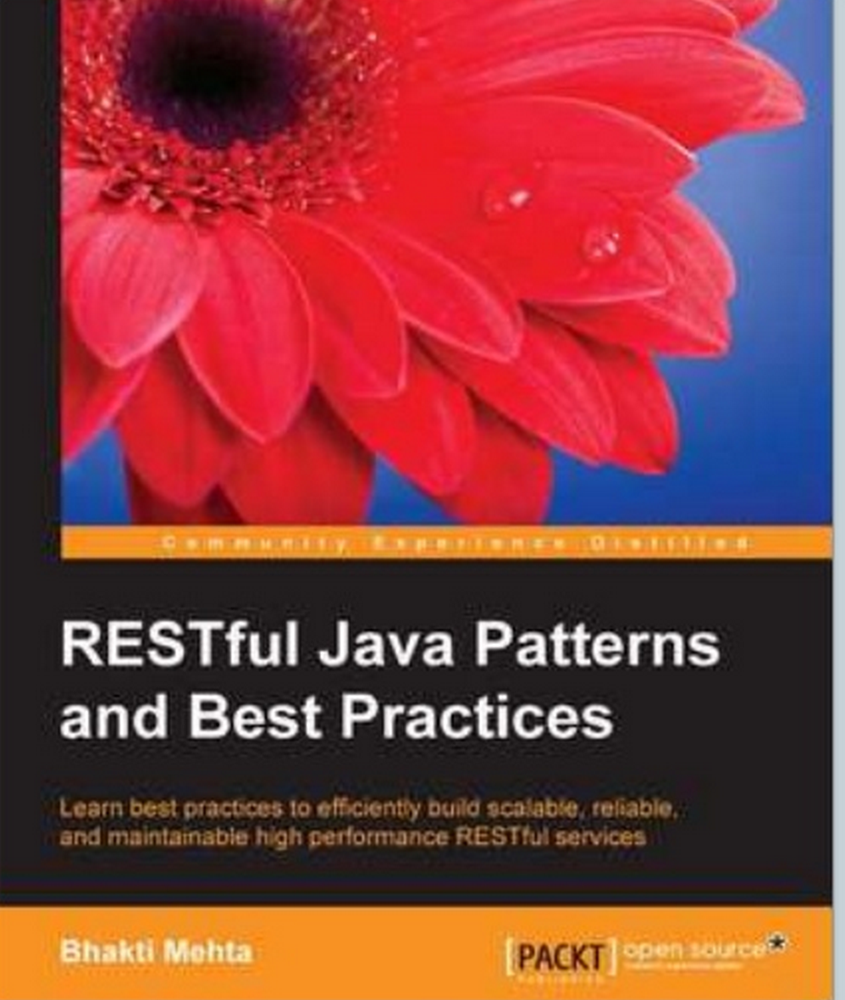 Community Experience Distilled
RESTful Java Patterns
and Best Practices
Learn best practices to efficiently build scalable, reliable,
and maintainable high performance RESTful services
Bhakti Mehta
[PACKT] open source*
PUBLISHING